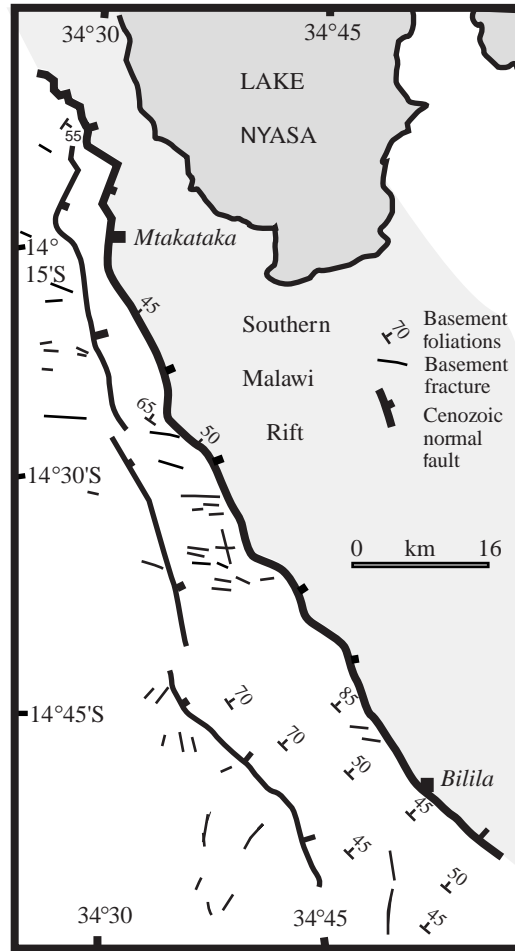 34°30'
34°45'
LAKE
NYASA
55
Mtakataka
14°
15'S
45
Southern
Malawi
Rift
70
Basement
foliations
Basement
fracture
Cenozoic
normal
fault
65
50
14°30'S
0 km 16
70
85
14°45'S
70
50
Bilila
45
45
50
45
34°30'
34°45'